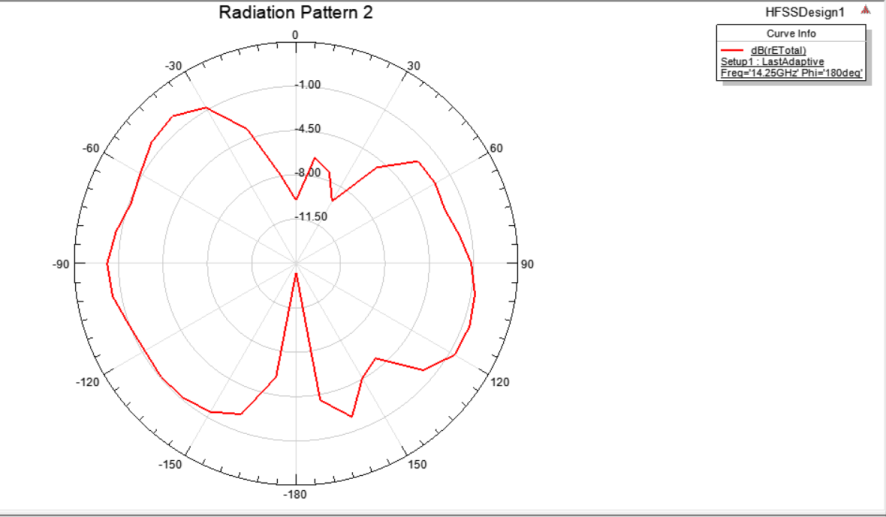 Radiation Pattern 2
HFSSDesign1
Curve Info
dB(rETotal)
Setup1 : LastAdaptive
Freq='14.25GHz' Phi='180deg'
0
-30
30
-1.00
-4.50
-60
60
-8.00
-11.50
-90
90
-120
120
-150
150
-180